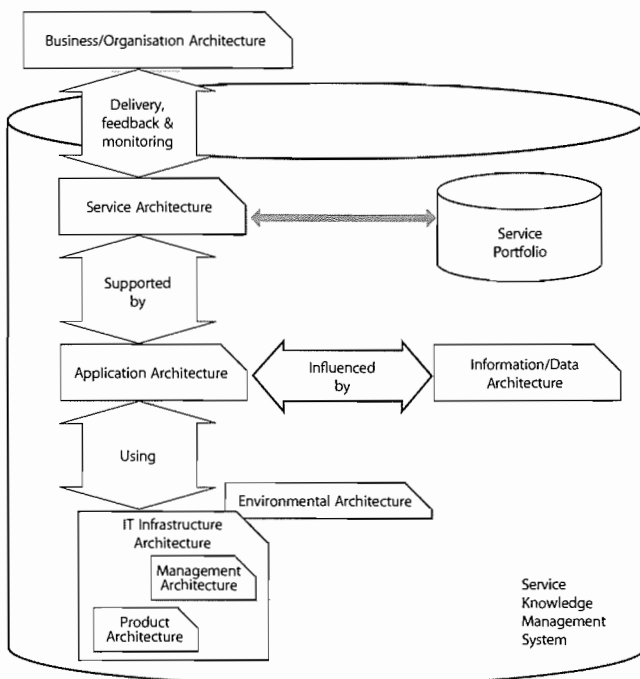 Business/Organisation Architecture
Delivery,
feedback &
monitoring
Service Architecture
Service
Portfolio
Supported
by
Application Architecture
Influenced
by
Information/Data
Architecture
Using
Environmental Architecture
IT Infrastructure
Architecture
Management
Architecture
Product
Architecture
Service
Knowledge
Management
System